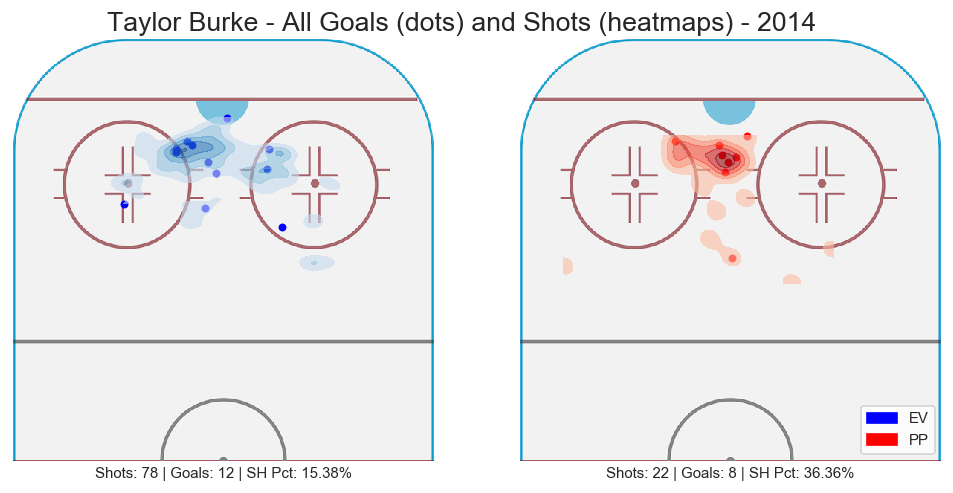 Taylor Burke - All Goals (dots) and Shots (heatmaps) - 2014
EV
PP
Shots: 78 | Goals: 12 | SH Pct: 15.38%
Shots: 22 | Goals: 8 | SH Pct: 36.36%